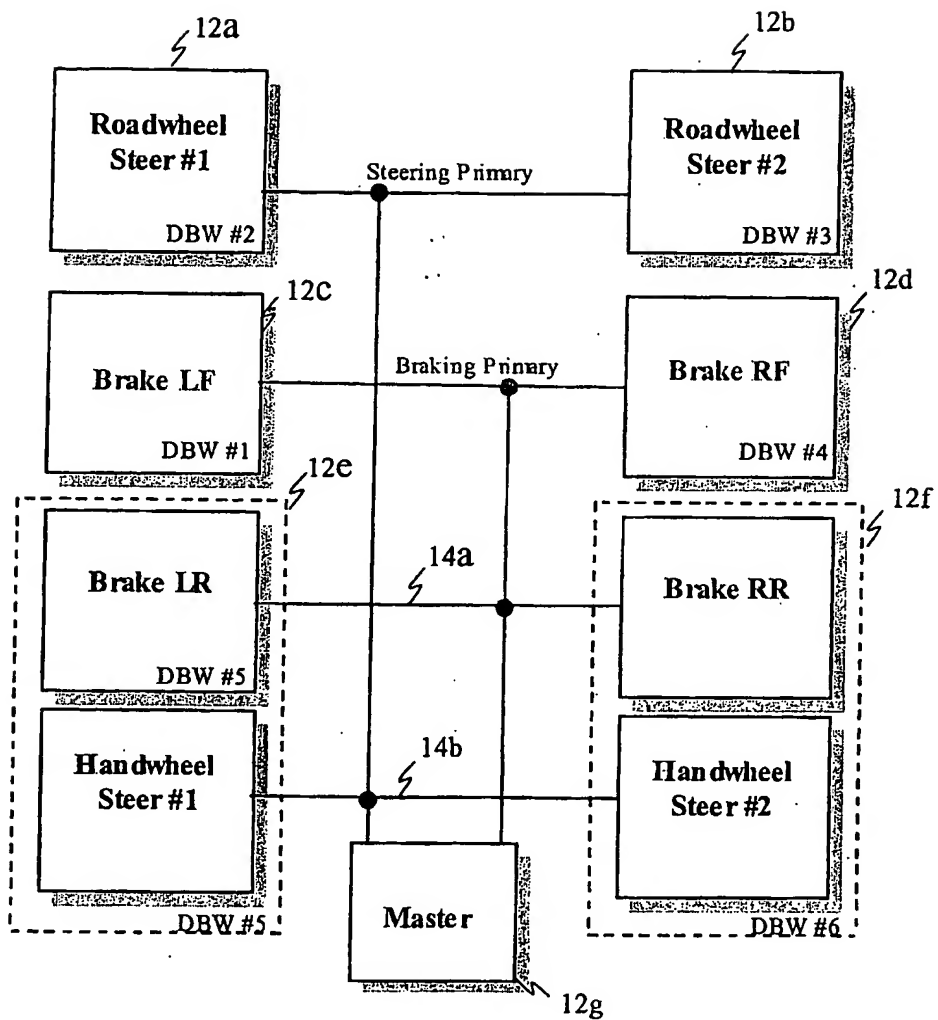 12a
12b
Roadwheel
Steer #1
DBW #2
Steering Primary
Roadwheel
Steer #2
DBW #3
12c
12d
Brake LF
DBW #1
Braking Primary
Brake RF
DBW #4
12e
12f
Brake LR
DBW #5
14a
Brake RR
Handwheel
Steer #1
DBW #5
14b
Handwheel
Steer #2
DBW #6
Master
12g